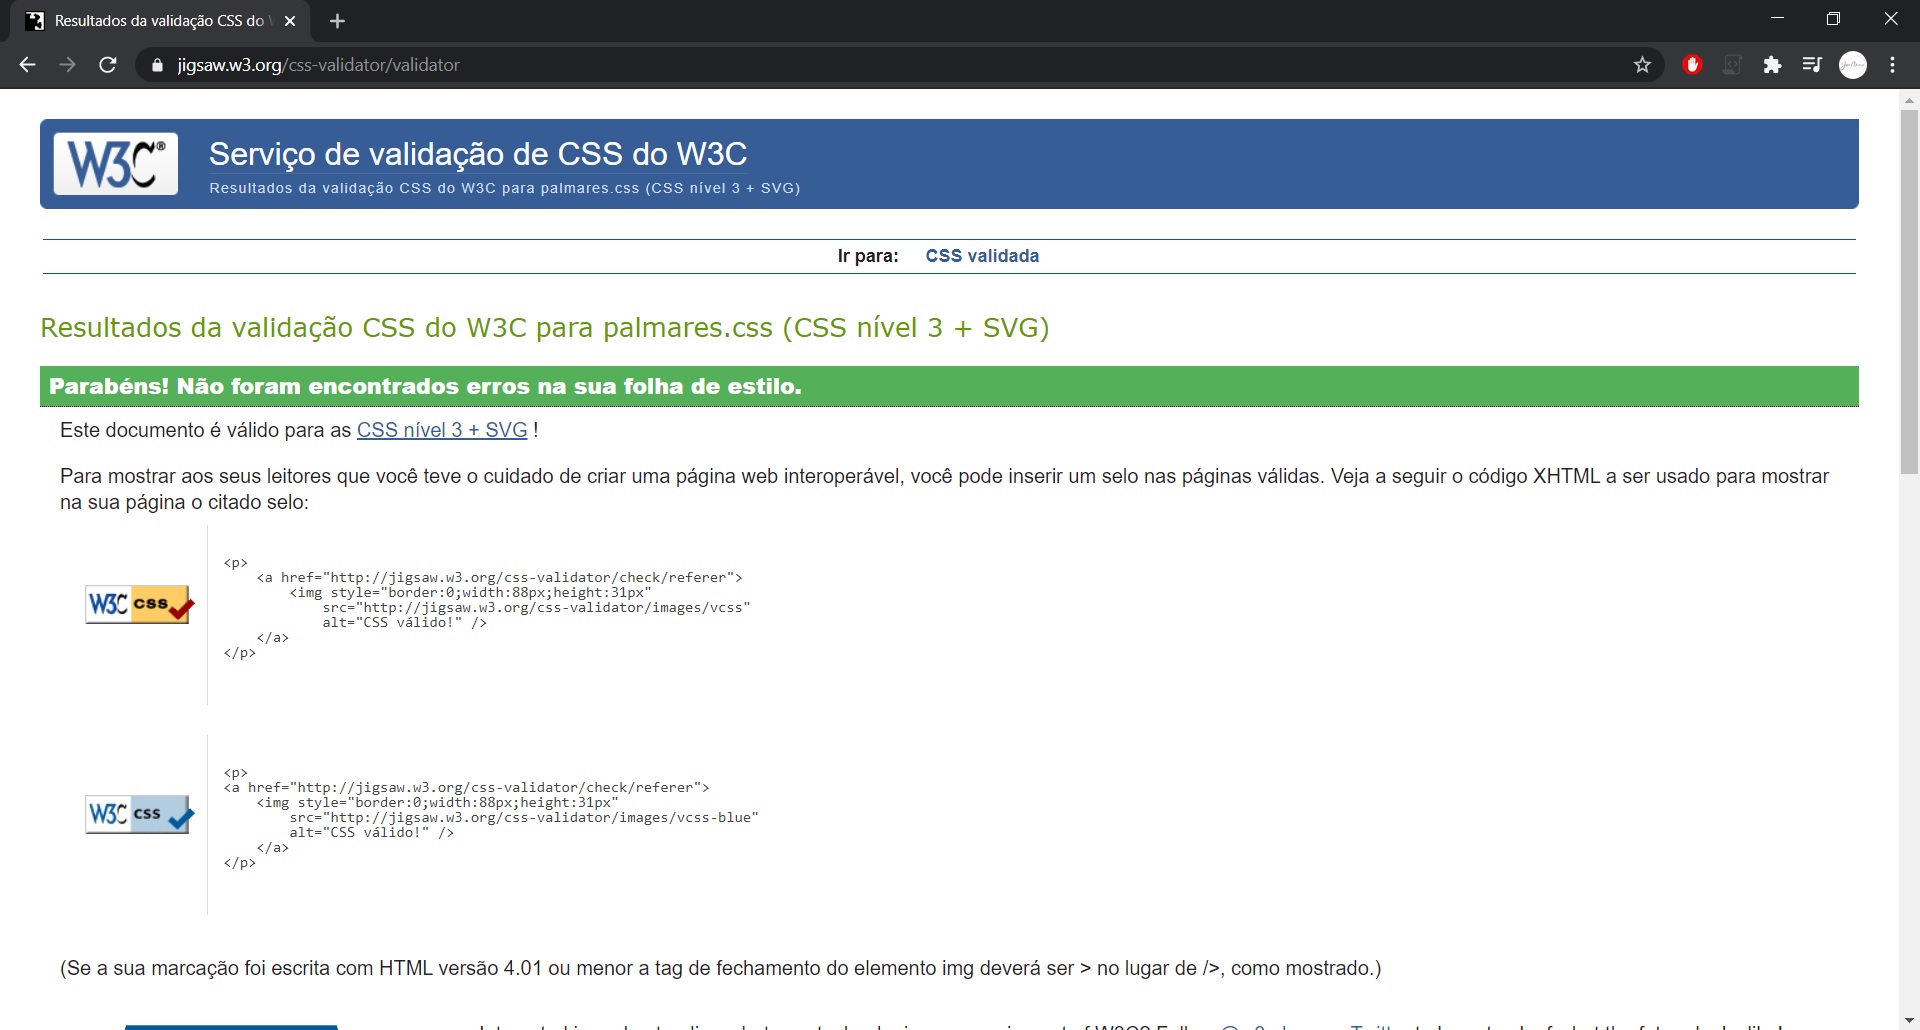 Resultados da validação CSS do
jigsaw.w3.org/css-validator/validator
W3C®
Serviço de validação de CSS do W3C
Resultados da validação CSS do W3C para palmares.css (CSS nível 3 + SVG)
Ir para: CSS validada
Resultados da validação CSS do W3C para palmares.css (CSS nível 3 + SVG)
Parabéns! Não foram encontrados erros na sua folha de estilo.
Este documento é válido para as CSS nível 3 + SVG !
Para mostrar aos seus leitores que você teve o cuidado de criar uma página web interoperável, você pode inserir um selo nas páginas válidas. Veja a seguir o código XHTML a ser usado para mostrar
na sua página o citado selo:
<p>
<a href="http://jigsaw.w3.org/css-validator/check/referer">
<img style="border:0;width:88px;height:31px"
W3C css
src="http://jigsaw.w3.org/css-validator/images/vcss"
alt="CSS válido!" />
</a>
</p>
<p>
<a href="http://jigsaw.w3.org/css-validator/check/referer">
<img style="border:0;width:88px;height:31px"
W3C css
src="http://jigsaw.w3.org/css-validator/images/vcss-blue"
alt="CSS válido!" />
</a>
</p>
(Se a sua marcação foi escrita com HTML versão 4.01 ou menor a tag de fechamento do elemento img deverá ser > no lugar de />, como mostrado.)